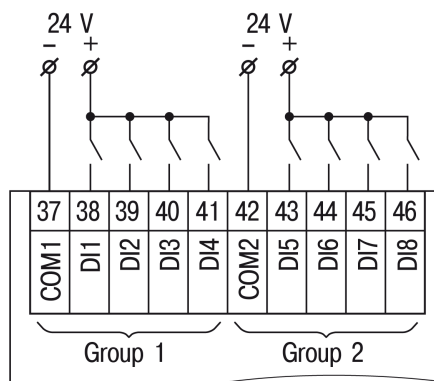 24 V 24 V
– + – +
37 38 39 40 41 42 43 44 45 46
COM1 DI1 DI2 DI3 DI4 COM2 DI5 DI6 DI7 DI8
Group 1 Group 2